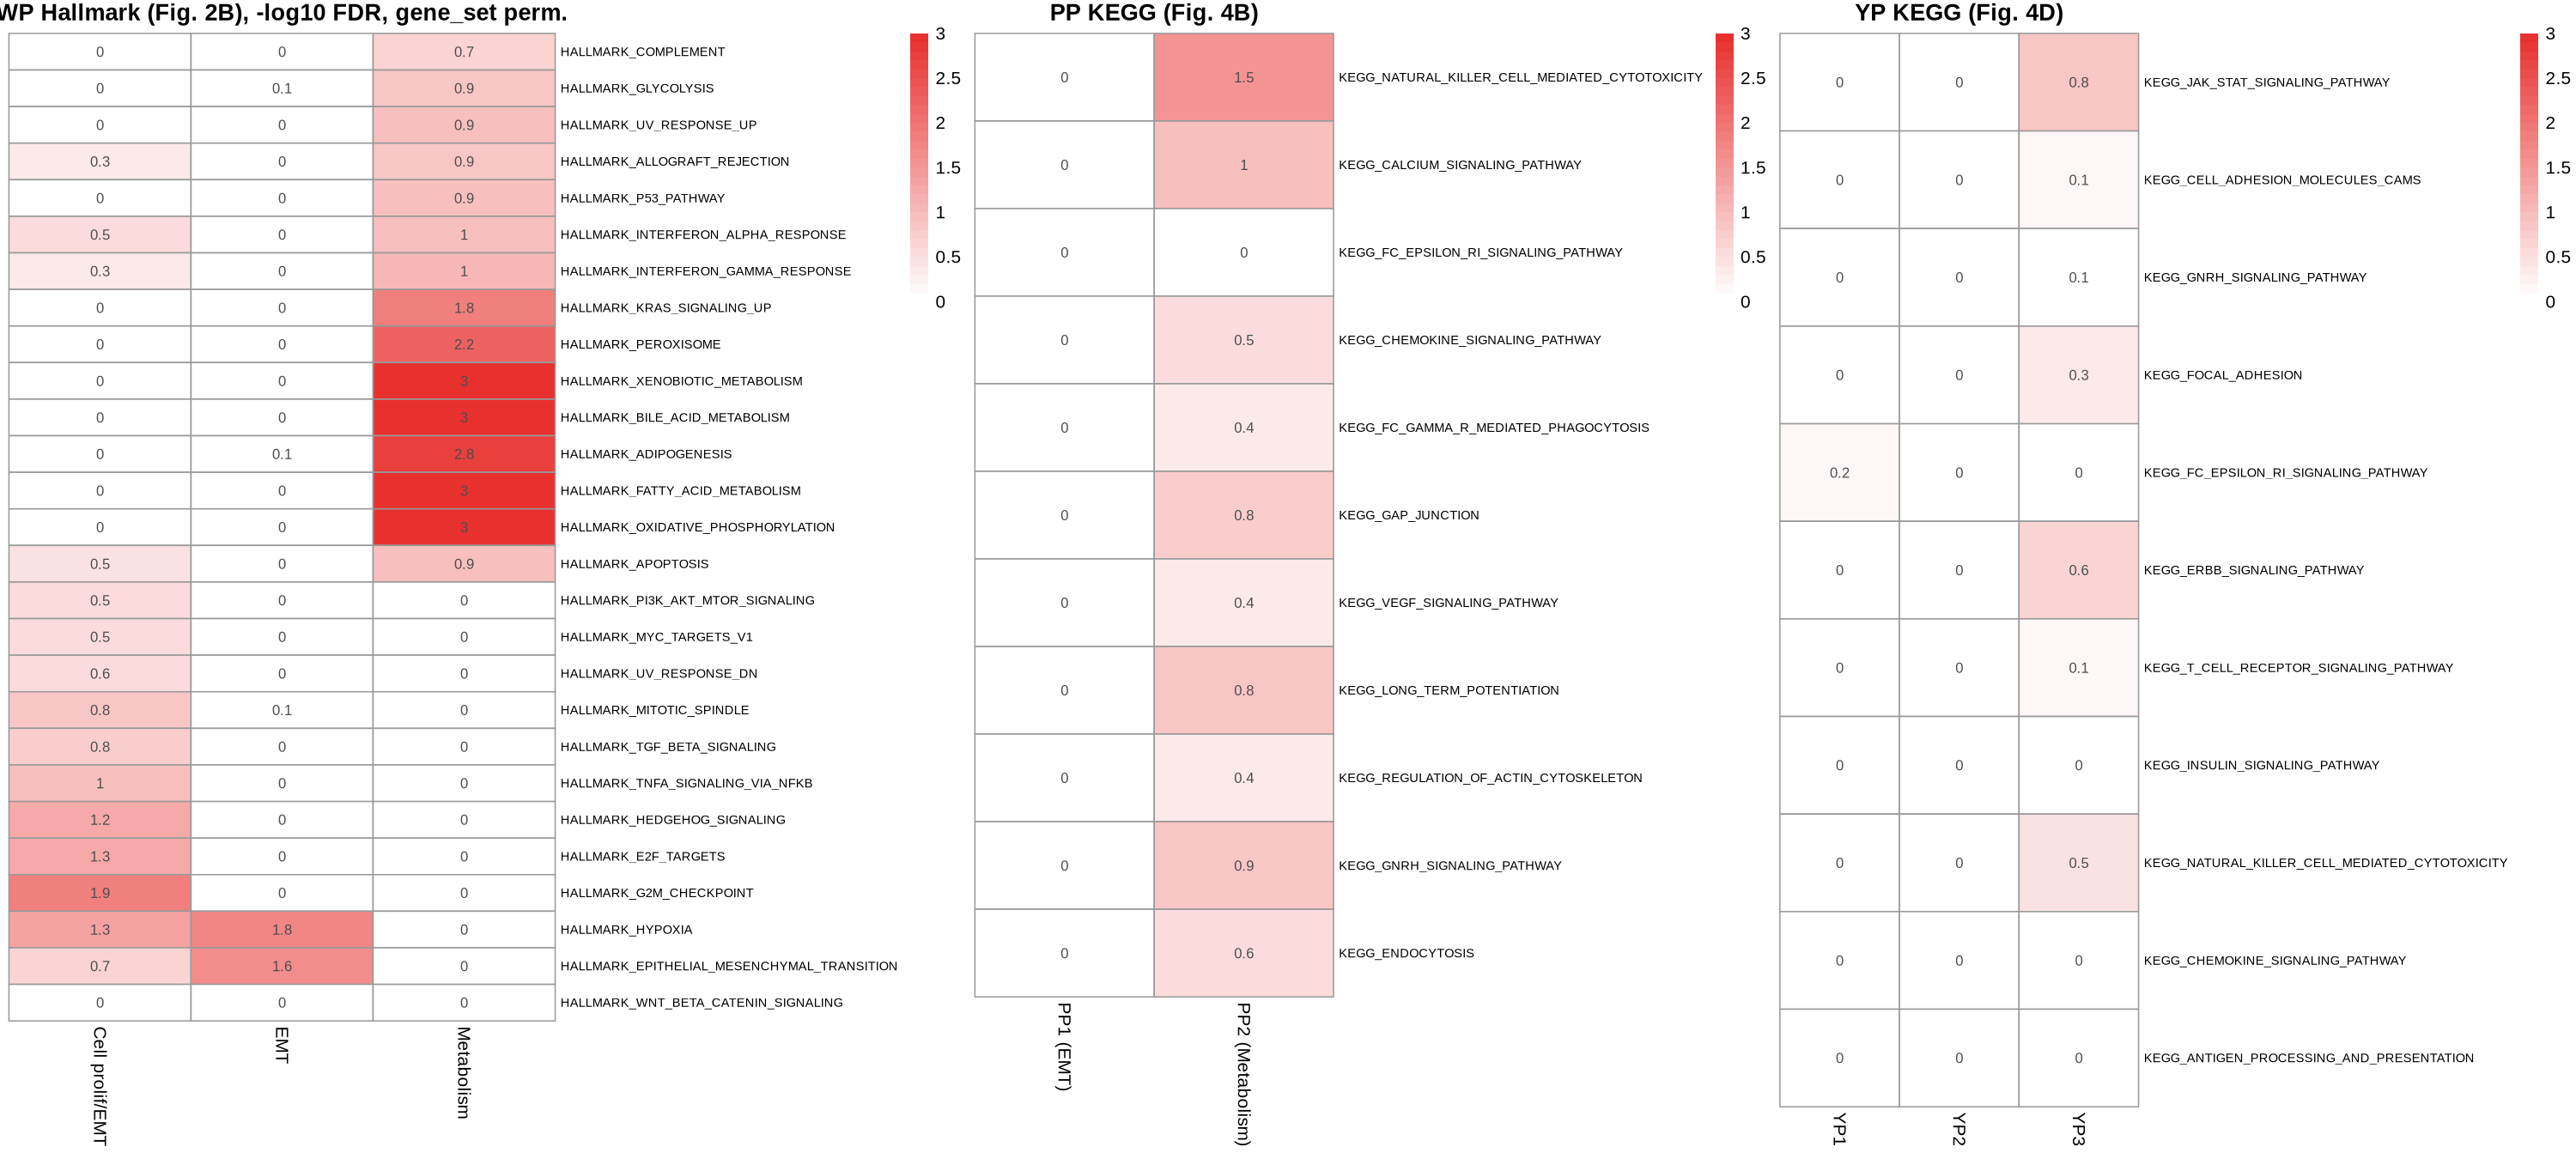 WP Hallmark (Fig. 2B), -log10 FDR, gene_set perm.
0 0 0.7 HALLMARK_COMPLEMENT
0 0.1 0.9 HALLMARK_GLYCOLYSIS
0 0 0.9 HALLMARK_UV_RESPONSE_UP
0.3 0 0.9 HALLMARK_ALLOGRAFT_REJECTION
0 0 0.9 HALLMARK_P53_PATHWAY
0.5 0 1 HALLMARK_INTERFERON_ALPHA_RESPONSE
0.3 0 1 HALLMARK_INTERFERON_GAMMA_RESPONSE
0 0 1.8 HALLMARK_KRAS_SIGNALING_UP
0 0 2.2 HALLMARK_PEROXISOME
0 0 3 HALLMARK_XENOBIOTIC_METABOLISM
0 0 3 HALLMARK_BILE_ACID_METABOLISM
0 0.1 2.8 HALLMARK_ADIPOGENESIS
0 0 3 HALLMARK_FATTY_ACID_METABOLISM
0 0 3 HALLMARK_OXIDATIVE_PHOSPHORYLATION
0.5 0 0.9 HALLMARK_APOPTOSIS
0.5 0 0 HALLMARK_PI3K_AKT_MTOR_SIGNALING
0.5 0 0 HALLMARK_MYC_TARGETS_V1
0.6 0 0 HALLMARK_UV_RESPONSE_DN
0.8 0.1 0 HALLMARK_MITOTIC_SPINDLE
0.8 0 0 HALLMARK_TGF_BETA_SIGNALING
1 0 0 HALLMARK_TNFA_SIGNALING_VIA_NFKB
1.2 0 0 HALLMARK_HEDGEHOG_SIGNALING
1.3 0 0 HALLMARK_E2F_TARGETS
1.9 0 0 HALLMARK_G2M_CHECKPOINT
1.3 1.8 0 HALLMARK_HYPOXIA
0.7 1.6 0 HALLMARK_EPITHELIAL_MESENCHYMAL_TRANSITION
0 0 0 HALLMARK_WNT_BETA_CATENIN_SIGNALING
Cell prolif/EMT
EMT
Metabolism
3
2.5
2
1.5
1
0.5
0
PP KEGG (Fig. 4B)
0 1.5 KEGG_NATURAL_KILLER_CELL_MEDIATED_CYTOTOXICITY
0 1 KEGG_CALCIUM_SIGNALING_PATHWAY
0 0 KEGG_FC_EPSILON_RI_SIGNALING_PATHWAY
0 0.5 KEGG_CHEMOKINE_SIGNALING_PATHWAY
0 0.4 KEGG_FC_GAMMA_R_MEDIATED_PHAGOCYTOSIS
0 0.8 KEGG_GAP_JUNCTION
0 0.4 KEGG_VEGF_SIGNALING_PATHWAY
0 0.8 KEGG_LONG_TERM_POTENTIATION
0 0.4 KEGG_REGULATION_OF_ACTIN_CYTOSKELETON
0 0.9 KEGG_GNRH_SIGNALING_PATHWAY
0 0.6 KEGG_ENDOCYTOSIS
PP1 (EMT)
PP2 (Metabolism)
3
2.5
2
1.5
1
0.5
0
YP KEGG (Fig. 4D)
0 0 0.8 KEGG_JAK_STAT_SIGNALING_PATHWAY
0 0 0.1 KEGG_CELL_ADHESION_MOLECULES_CAMS
0 0 0.1 KEGG_GNRH_SIGNALING_PATHWAY
0 0 0.3 KEGG_FOCAL_ADHESION
0.2 0 0 KEGG_FC_EPSILON_RI_SIGNALING_PATHWAY
0 0 0.6 KEGG_ERBB_SIGNALING_PATHWAY
0 0 0.1 KEGG_T_CELL_RECEPTOR_SIGNALING_PATHWAY
0 0 0 KEGG_INSULIN_SIGNALING_PATHWAY
0 0 0.5 KEGG_NATURAL_KILLER_CELL_MEDIATED_CYTOTOXICITY
0 0 0 KEGG_CHEMOKINE_SIGNALING_PATHWAY
0 0 0 KEGG_ANTIGEN_PROCESSING_AND_PRESENTATION
YP1
YP2
YP3
3
2.5
2
1.5
1
0.5
0